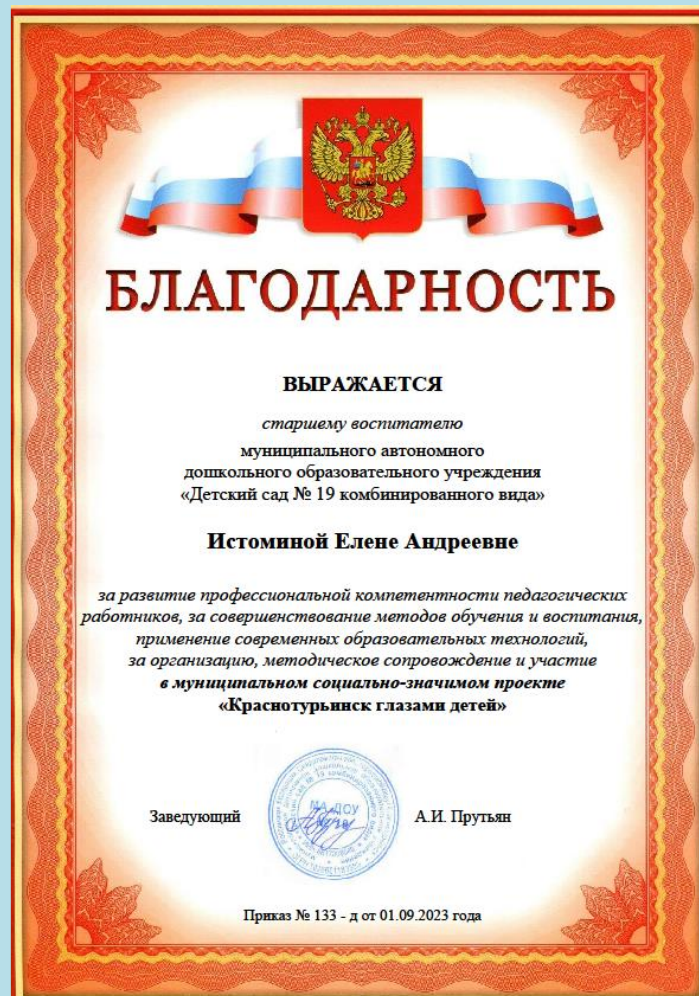 БЛАГОДАРНОСТЬ
ВЫРАЖАЕТСЯ
старшему воспитателю
муниципального автономного
дошкольного образовательного учреждения
«Детский сад № 19 комбинированного вида»
Истоминой Елене Андреевне
за развитие профессиональной компетентности педагогических
работников, за совершенствование методов обучения и воспитания,
применение современных образовательных технологий,
за организацию, методическое сопровождение и участие
в муниципальном социально-значимом проекте
«Краснотурьинск глазами детей»
МА ДОУ
Заведующий А.И. Прутьян
Приказ № 133 - д от 01.09.2023 года